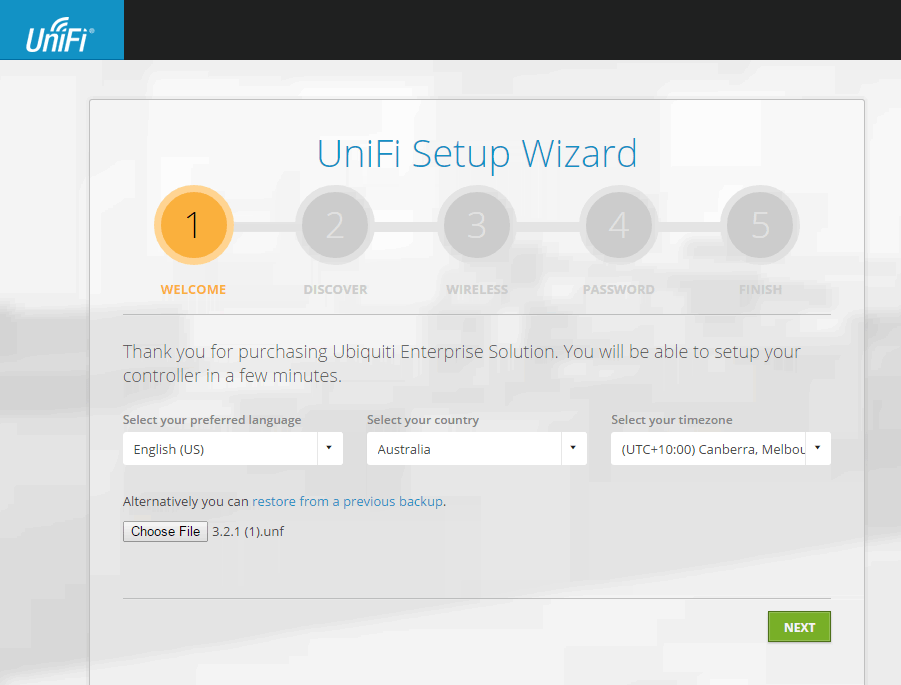 UniFi®
UniFi Setup Wizard
1 2 3 4 5
WELCOME DISCOVER WIRELESS PASSWORD FINISH
Thank you for purchasing Ubiquiti Enterprise Solution. You will be able to setup your
controller in a few minutes.
Select your preferred language Select your country Select your timezone
English (US) Australia (UTC+10:00) Canberra, Melbou
Alternatively you can restore from a previous backup.
Choose File 3.2.1 (1).unf
NEXT